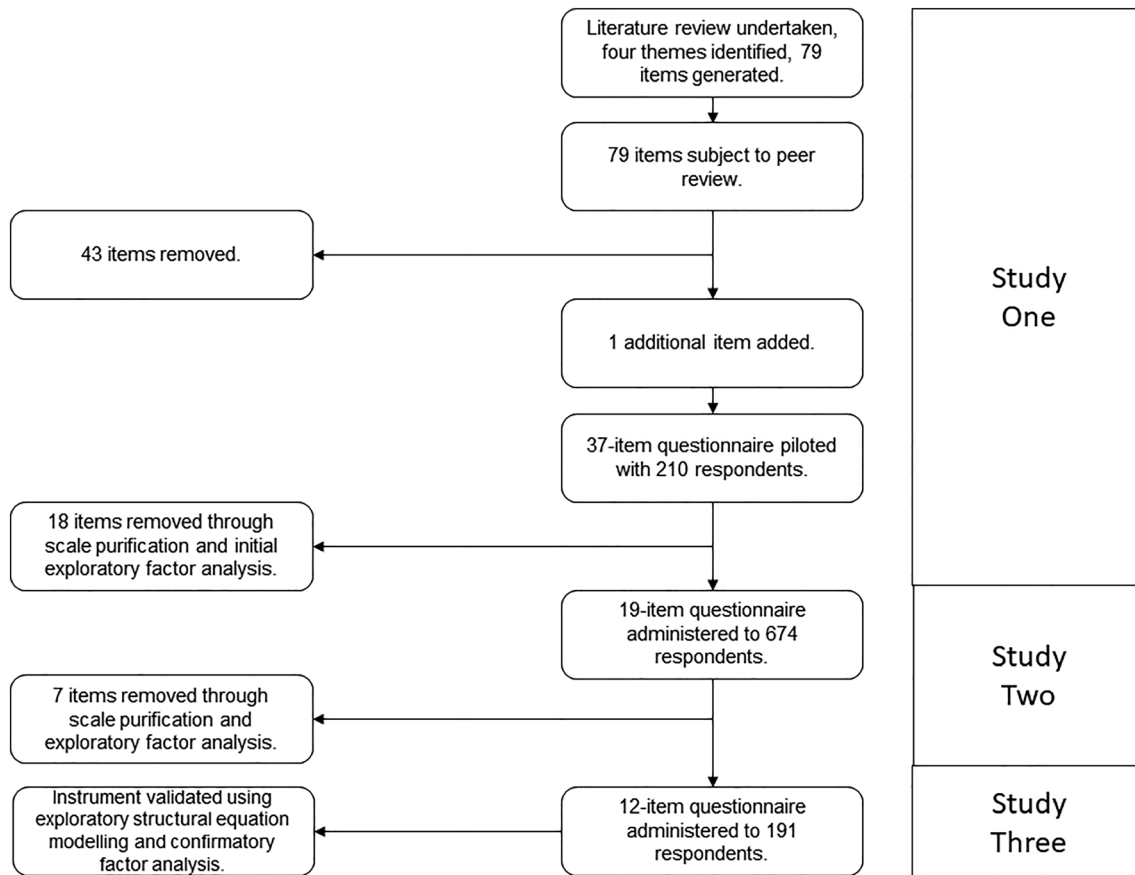 Literature review undertaken,
four themes identified, 79
items generated.
79 items subject to peer
review.
43 items removed.
1 additional item added.
37-item questionnaire piloted
with 210 respondents.
18 items removed through
scale purification and initial
exploratory factor analysis.
Study
One
19-item questionnaire
administered to 674
respondents.
7 items removed through
scale purification and
exploratory factor analysis.
Study
Two
12-item questionnaire
administered to 191
respondents.
Instrument validated using
exploratory structural equation
modelling and confirmatory
factor analysis.
Study
Three